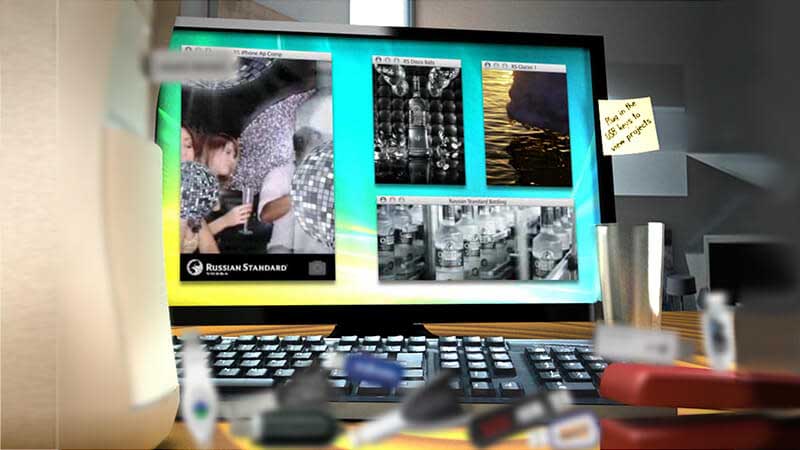 RS iPhone Ap Comp
RS Disco Balls
RS Glacier 1
Plug in the
USB keys to
view projects
Russian Standard Bottling
RUSSIAN STANDARD
VODKA